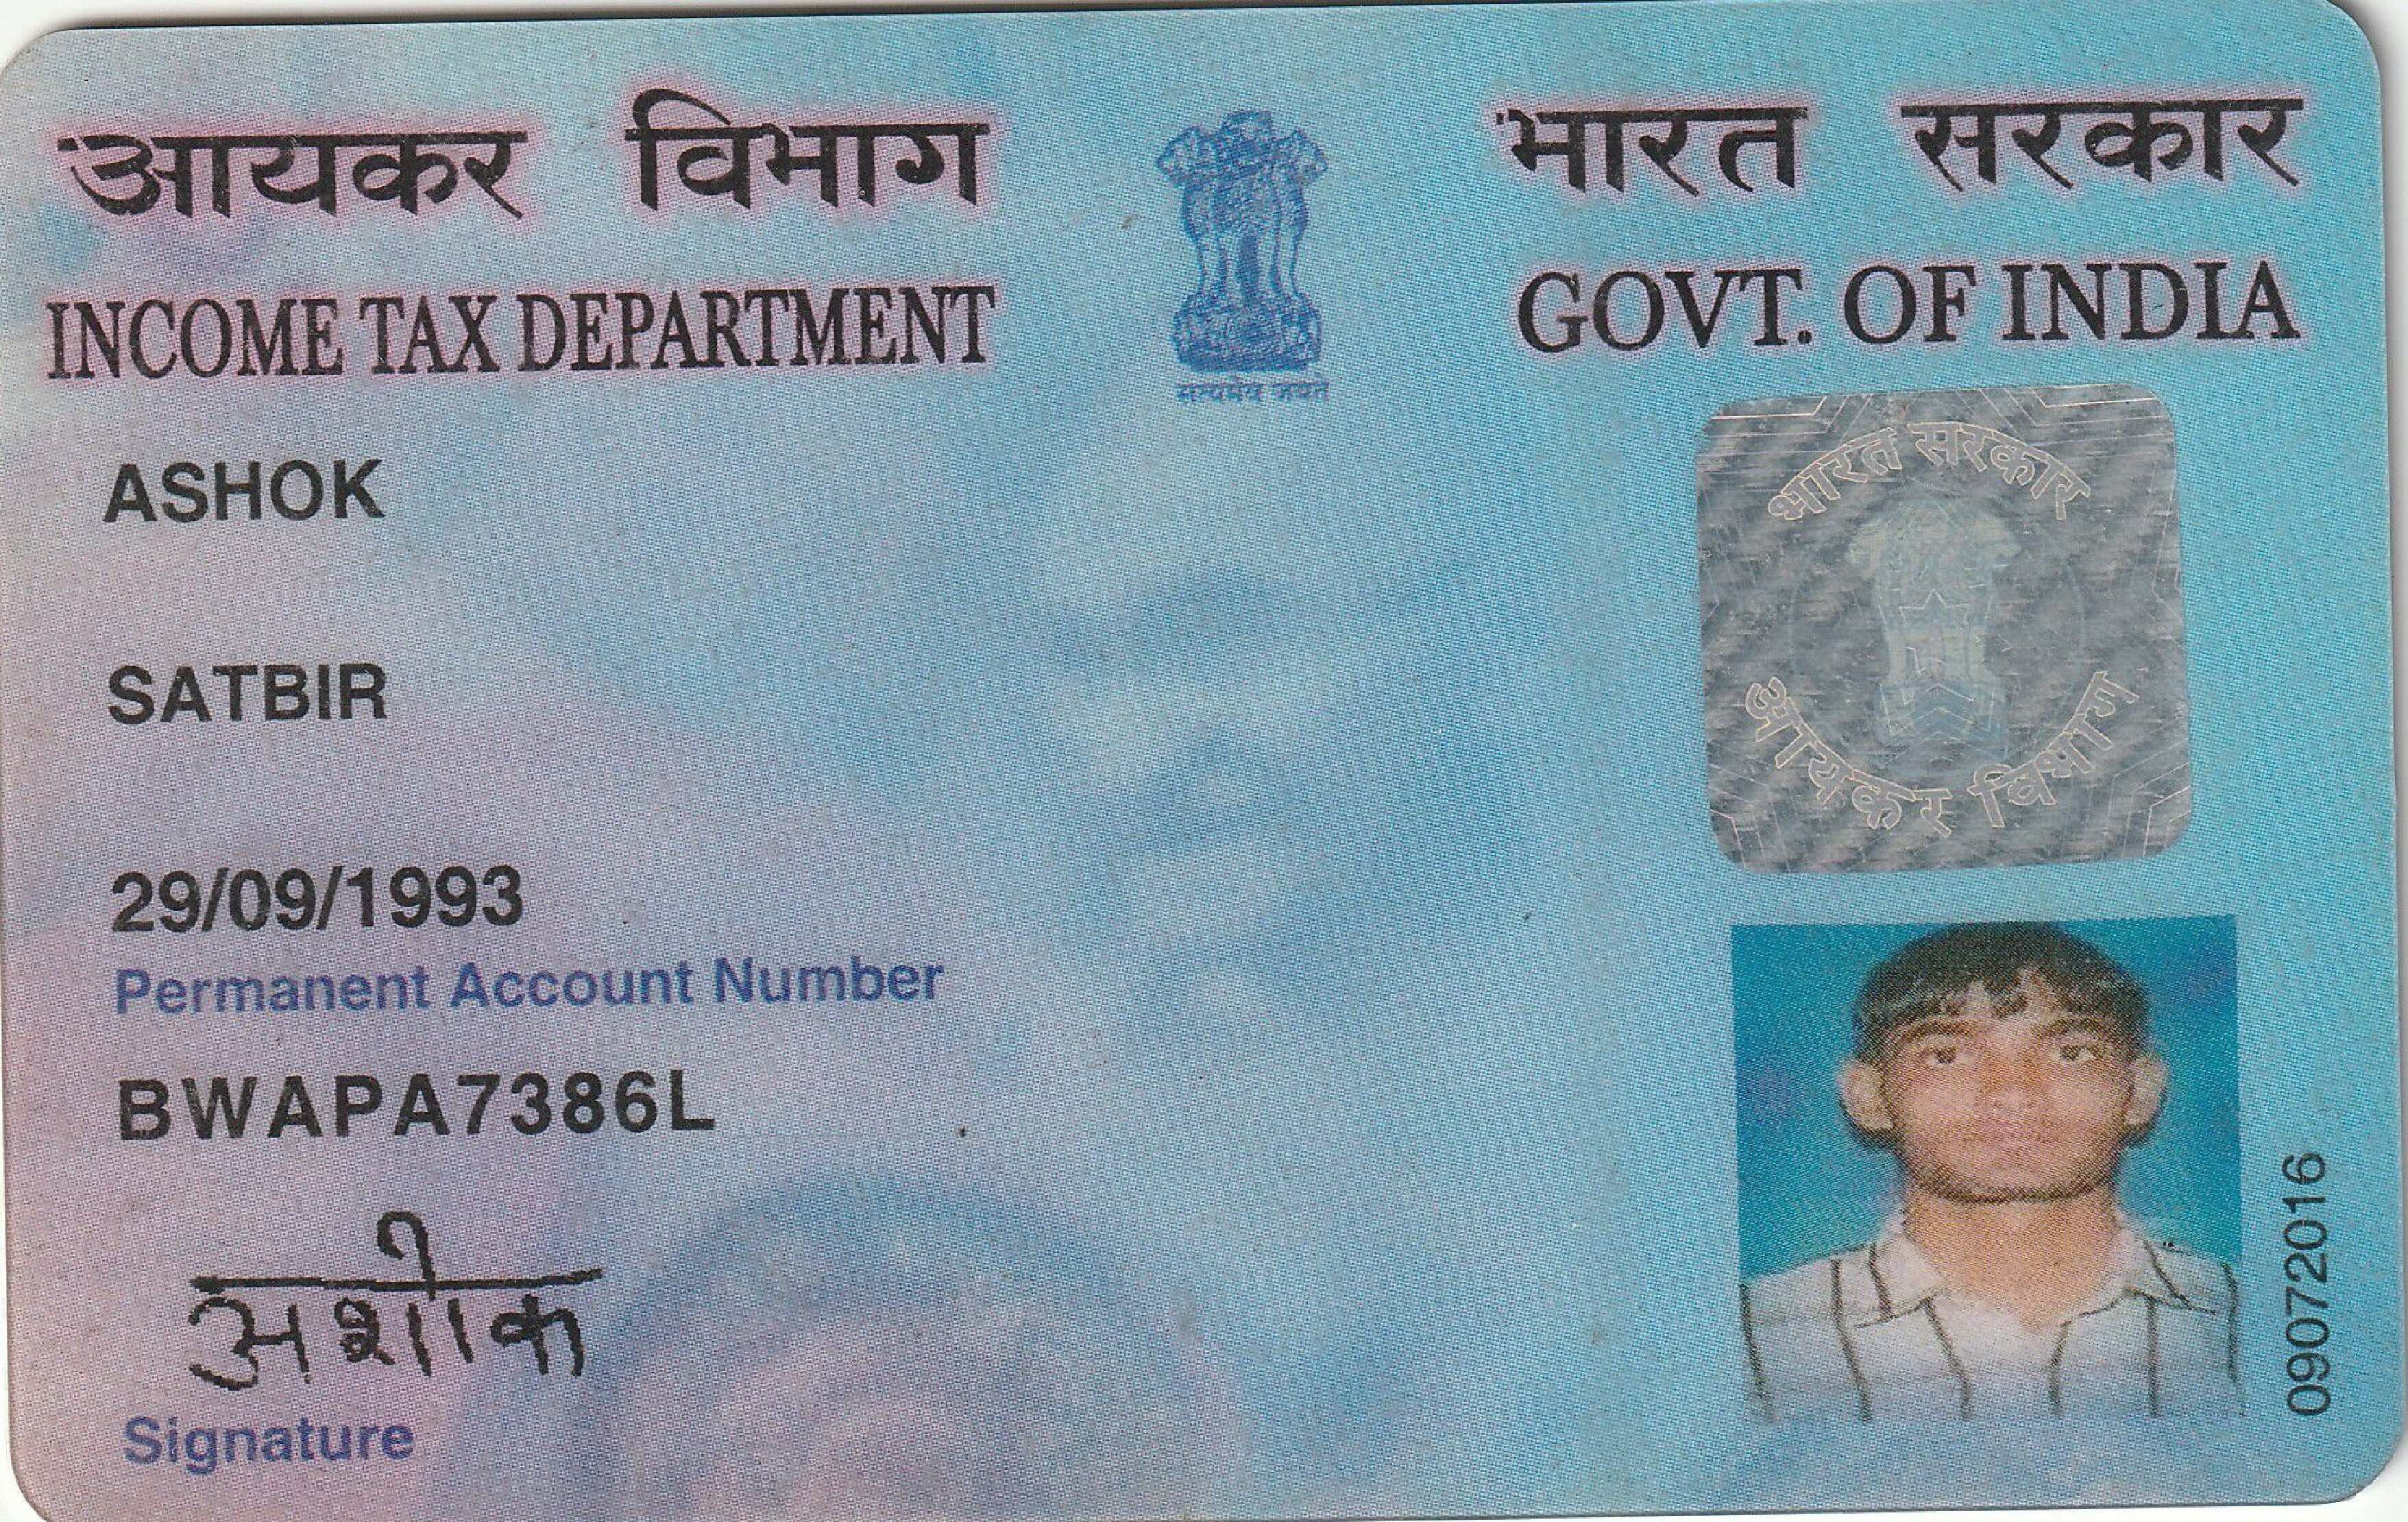 आयकर विभाग
भारत सरकार
INCOME TAX DEPARTMENT
GOVT. OF INDIA
सत्यमेव जयते
ASHOK
भारत सरकार
आयकर विभाग
SATBIR
29/09/1993
Permanent Account Number
BWAPA7386L
अशोक
Signature
09072016